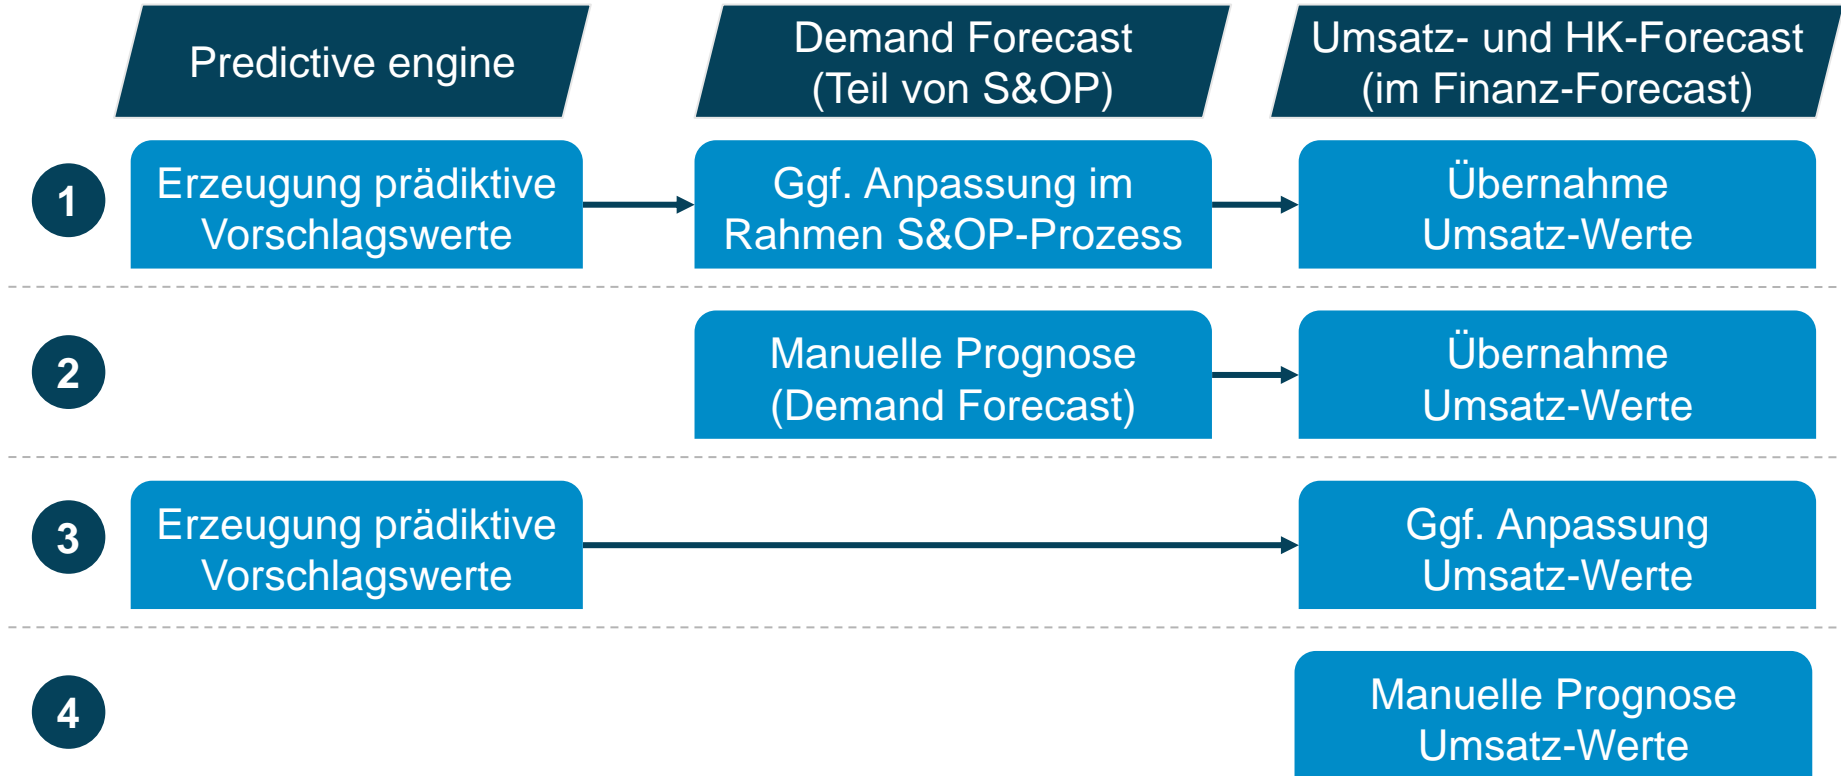 Predictive engine
Demand Forecast
(Teil von S&OP)
Umsatz- und HK-Forecast
(im Finanz-Forecast)
1
Erzeugung prädiktive
Vorschlagswerte
Ggf. Anpassung im
Rahmen S&OP-Prozess
Übernahme
Umsatz-Werte
2
Manuelle Prognose
(Demand Forecast)
Übernahme
Umsatz-Werte
3
Erzeugung prädiktive
Vorschlagswerte
Ggf. Anpassung
Umsatz-Werte
4
Manuelle Prognose
Umsatz-Werte